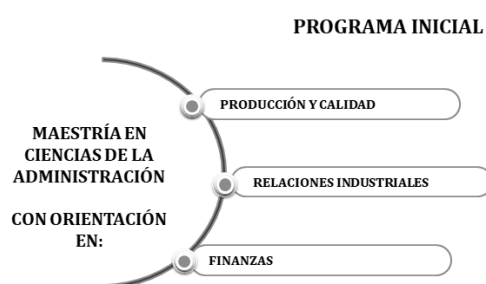 PROGRAMA INICIAL
MAESTRÍA EN
CIENCIAS DE LA
ADMINISTRACIÓN
CON ORIENTACIÓN
EN:
PRODUCCIÓN Y CALIDAD
RELACIONES INDUSTRIALES
FINANZAS